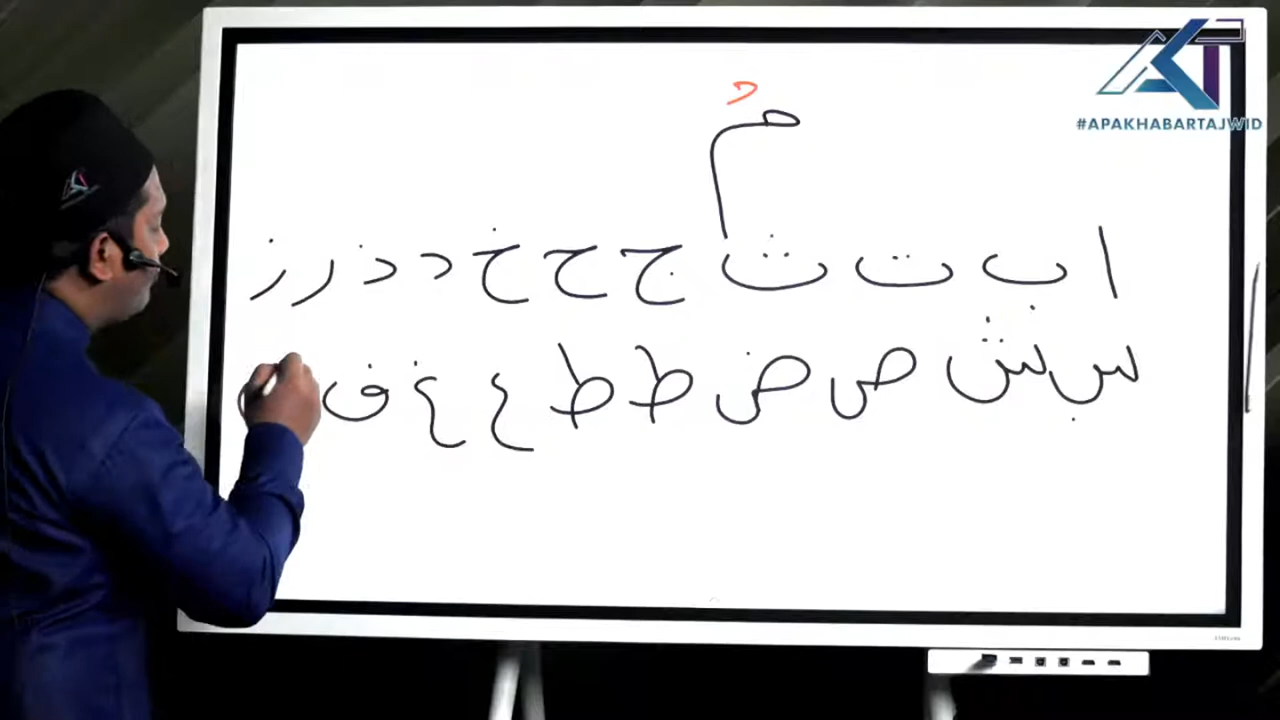 مۡ
ا ب ت ث ج ح خ د ذ ر ز
س ش ص ض ط ط ع غ ف
#APAKHABARTAJWID